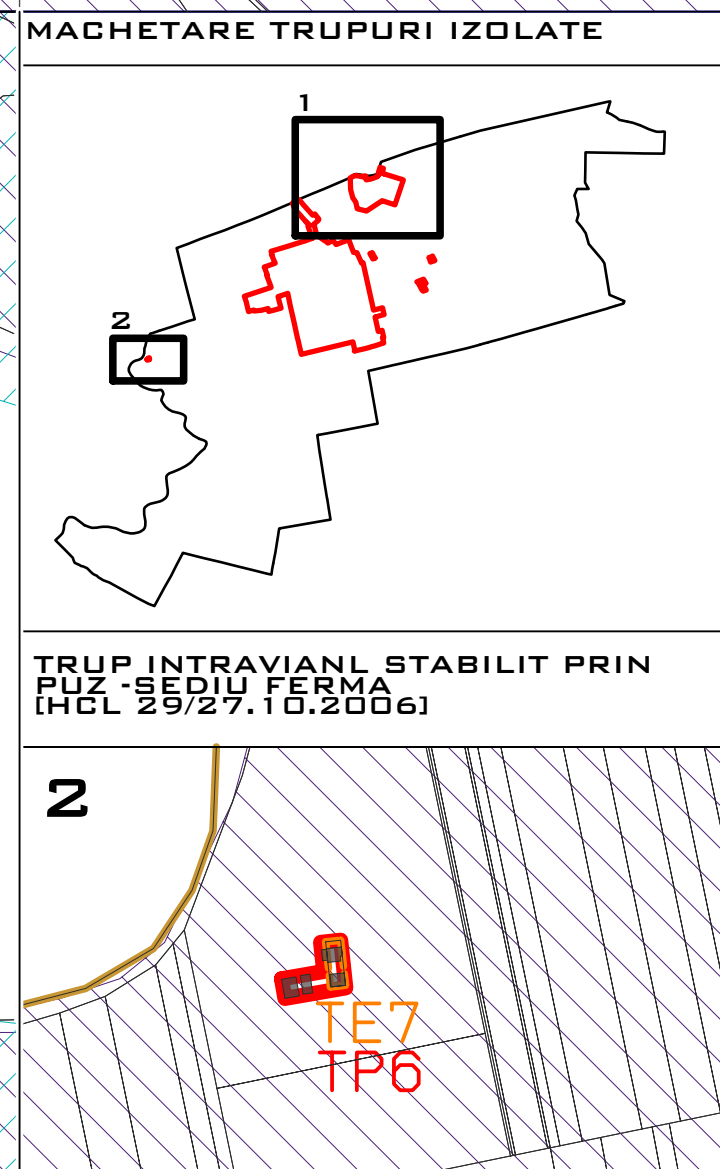 MACHETARE TRUPURI IZOLATE
1
2
TRUP INTRAVIANL STABILIT PRIN
PUZ -SEDIU FERMA
[HCL 29/27.10.2006]
2
TE7
TP6